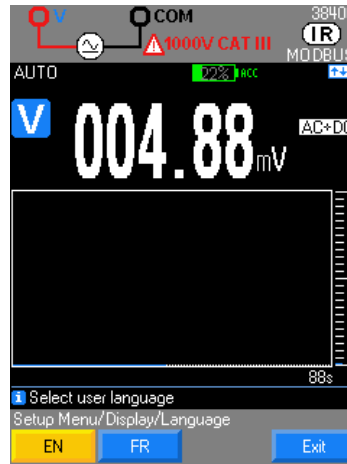 V COM 3840
IR
1000V CAT III
MODBUS
AUTO 22% ACC
V 004.88 mV AC+DC
88s
i Select user language
Setup Menu/Display/Language
EN FR Exit